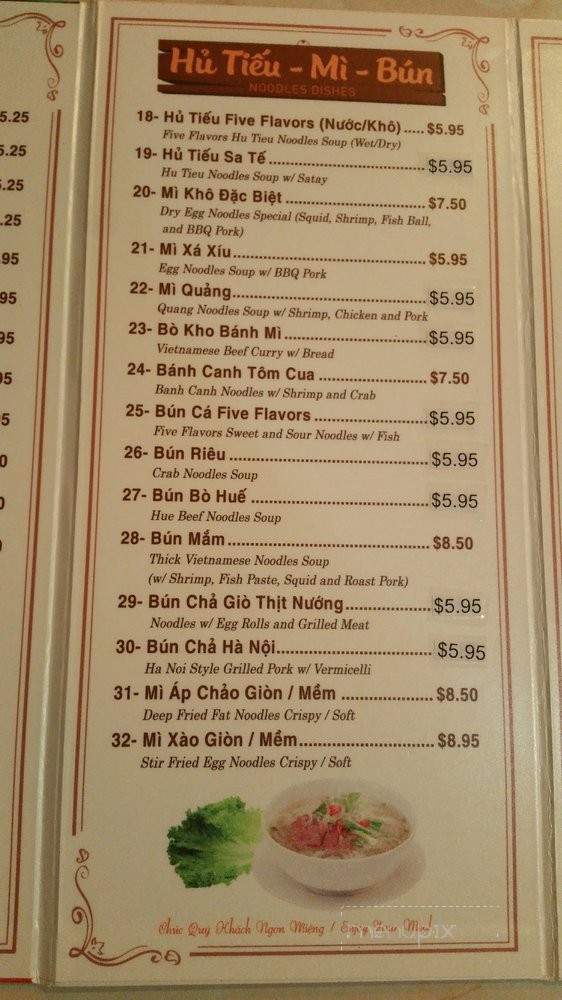 Hủ Tiếu - Mì - Bún
NOODLES DISHES
18- Hủ Tiếu Five Flavors (Nước/Khô) ..... $5.95
Five Flavors Hu Tieu Noodles Soup (Wet/Dry)
19- Hủ Tiếu Sa Tế ..... $5.95
Hu Tieu Noodles Soup w/ Satay
20- Mì Khô Đặc Biệt ..... $7.50
Dry Egg Noodles Special (Squid, Shrimp, Fish Ball,
and BBQ Pork)
21- Mì Xá Xíu ..... $5.95
Egg Noodles Soup w/ BBQ Pork
22- Mì Quảng ..... $5.95
Quang Noodles Soup w/ Shrimp, Chicken and Pork
23- Bò Kho Bánh Mì ..... $5.95
Vietnamese Beef Curry w/ Bread
24- Bánh Canh Tôm Cua ..... $7.50
Banh Canh Noodles w/ Shrimp and Crab
25- Bún Cá Five Flavors ..... $5.95
Five Flavors Sweet and Sour Noodles w/ Fish
26- Bún Riêu ..... $5.95
Crab Noodles Soup
27- Bún Bò Huế ..... $5.95
Hue Beef Noodles Soup
28- Bún Mắm ..... $8.50
Thick Vietnamese Noodles Soup
(w/ Shrimp, Fish Paste, Squid and Roast Pork)
29- Bún Chả Giò Thịt Nướng ..... $5.95
Noodles w/ Egg Rolls and Grilled Meat
30- Bún Chả Hà Nội ..... $5.95
Ha Noi Style Grilled Pork w/ Vermicelli
31- Mì Áp Chảo Giòn / Mềm ..... $8.50
Deep Fried Fat Noodles Crispy / Soft
32- Mì Xào Giòn / Mềm ..... $8.95
Stir Fried Egg Noodles Crispy / Soft
Chúc Quý Khách Ngon Miệng / Enjoy Your Meal
menupix
5.25
5.25
.25
.25
95
95
95